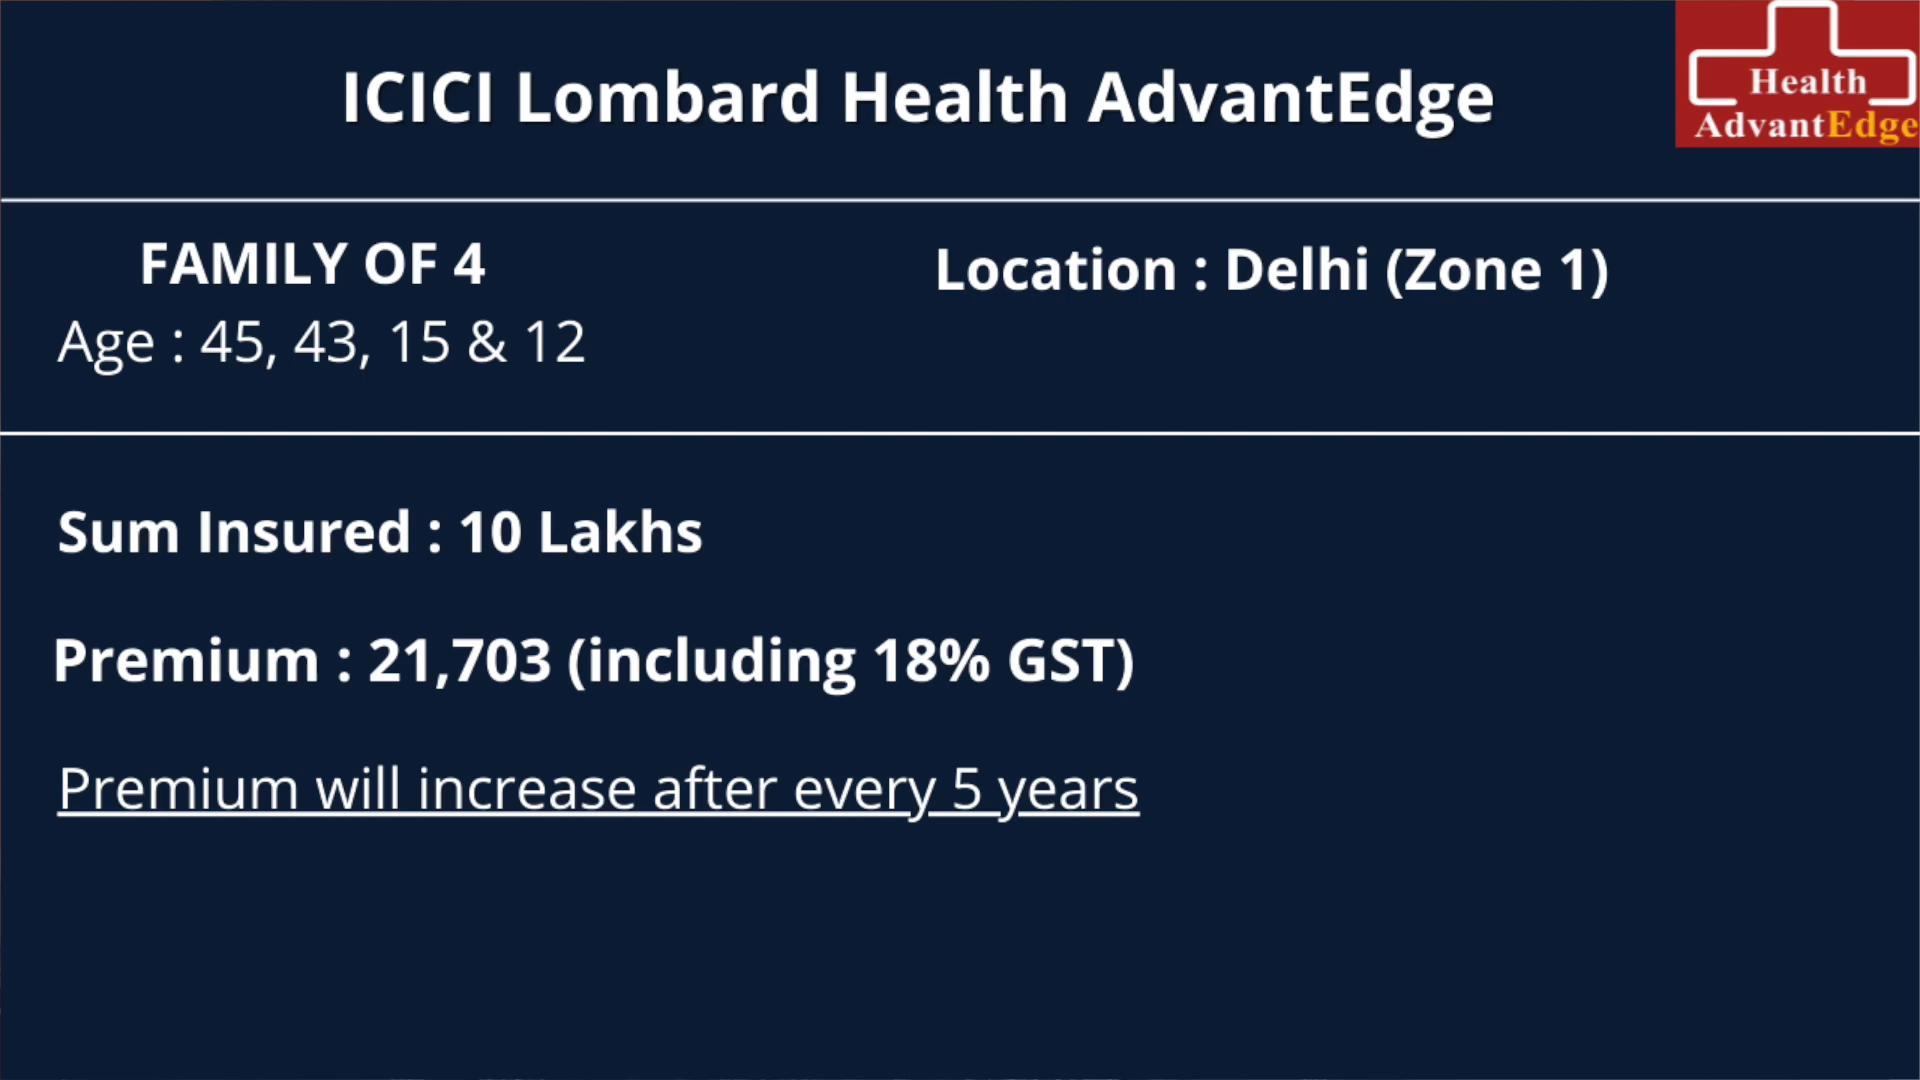 ICICI Lombard Health AdvantEdge
Health
AdvantEdge
FAMILY OF 4
Age : 45, 43, 15 & 12
Location : Delhi (Zone 1)
Sum Insured : 10 Lakhs
Premium : 21,703 (including 18% GST)
Premium will increase after every 5 years